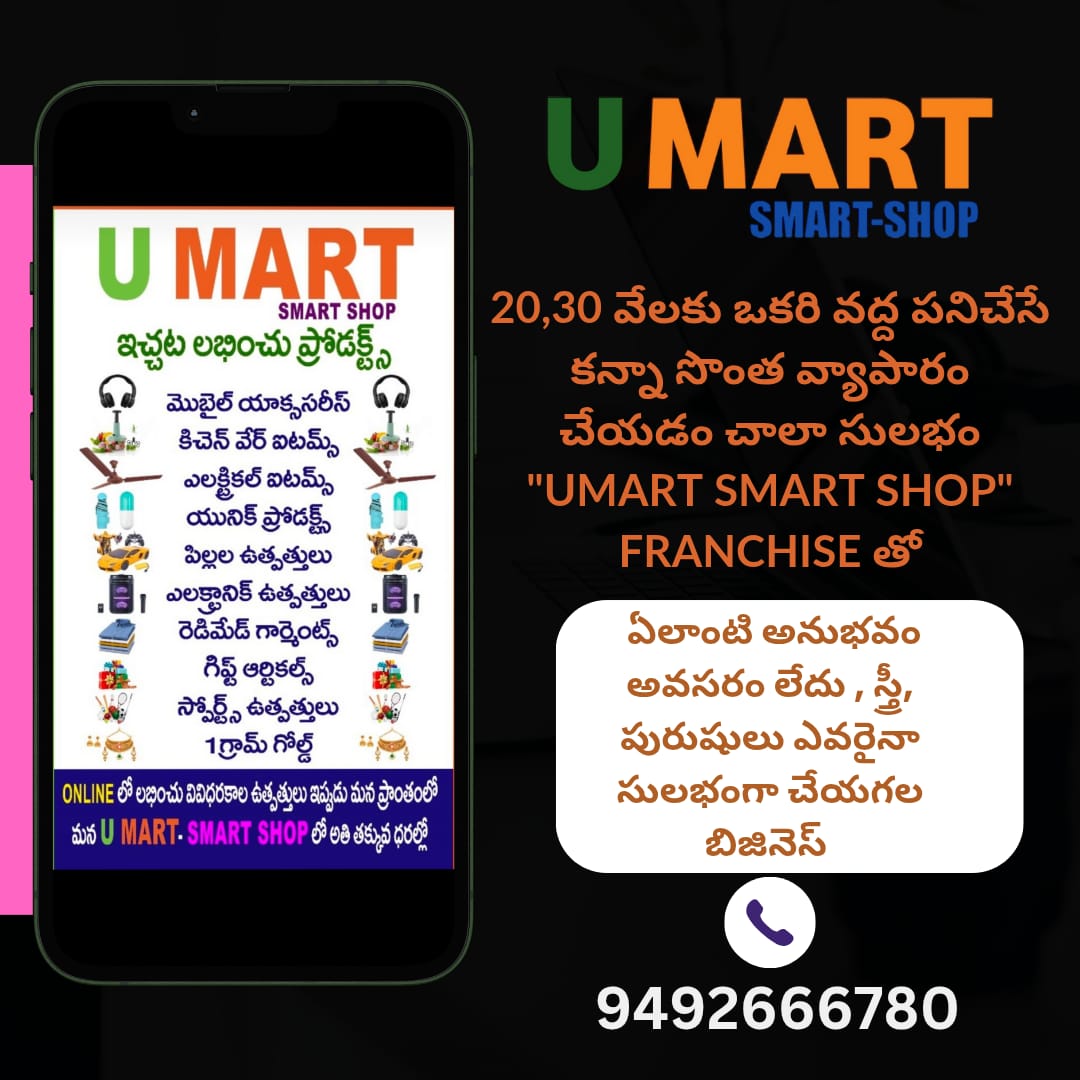 U MART
SMART SHOP
ఇచ్చట లభించు ప్రోడక్ట్స్
మొబైల్ యాక్ససరీస్
కిచెన్ వేర్ ఐటమ్స్
ఎలక్ట్రికల్ ఐటమ్స్
యునిక్ ప్రోడక్ట్స్
పిల్లల ఉత్పత్తులు
ఎలక్ట్రానిక్ ఉత్పత్తులు
రెడిమేడ్ గార్మెంట్స్
గిఫ్ట్ ఆర్టికల్స్
స్పోర్ట్స్ ఉత్పత్తులు
1గ్రామ్ గోల్డ్
ONLINE లో లభించు వివిధరకాల ఉత్పత్తులు ఇప్పుడు మన ప్రాంతంలో
మన U MART- SMART SHOP లో అతి తక్కువ ధరల్లో
U MART
SMART-SHOP
20,30 వేలకు ఒకరి వద్ద పనిచేసే
కన్నా సొంత వ్యాపారం
చేయడం చాలా సులభం
"UMART SMART SHOP"
FRANCHISE తో
ఏలాంటి అనుభవం
అవసరం లేదు , స్త్రీ,
పురుషులు ఎవరైనా
సులభంగా చేయగల
బిజినెస్
9492666780